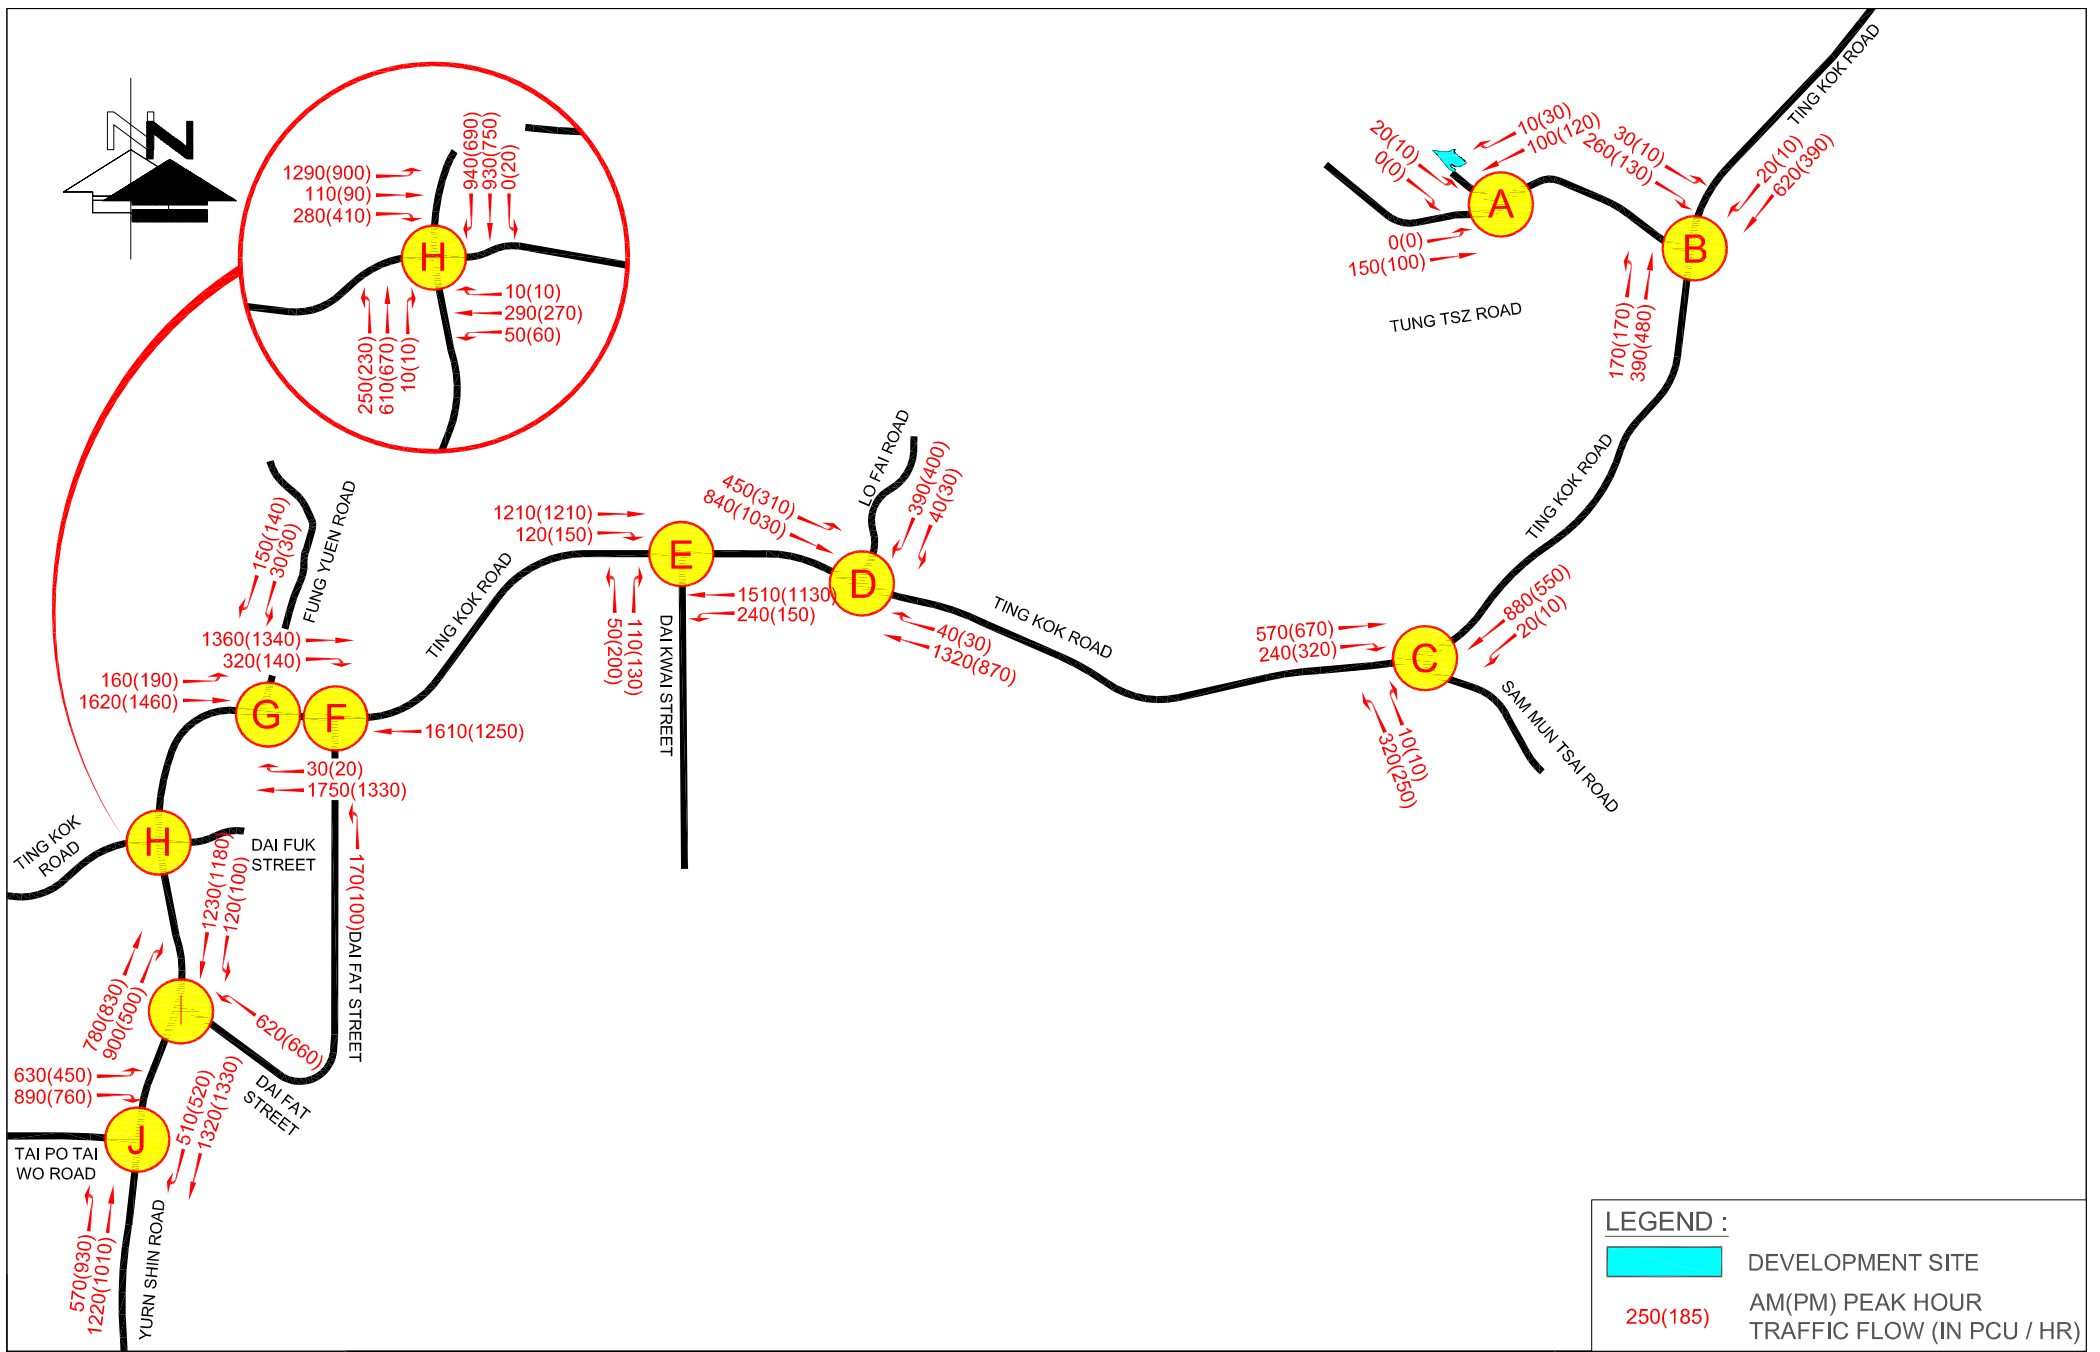 N
1290(900)
110(90)
280(410)
940(690)
930(750)
0(20)
H
10(10)
290(270)
50(60)
250(230)
610(670)
10(10)
20(10)
0(0)
10(30)
100(120)
A
0(0)
150(100)
TUNG TSZ ROAD
30(10)
260(130)
TING KOK ROAD
20(10)
620(390)
B
170(170)
390(480)
TING KOK ROAD
150(140)
30(30)
FUNG YUEN ROAD
1360(1340)
320(140)
160(190)
1620(1460)
G
F
1610(1250)
30(20)
1750(1330)
TING KOK ROAD
1210(1210)
120(150)
E
1510(1130)
240(150)
50(200)
110(130)
DAI KWAI STREET
450(310)
840(1030)
LO FAI ROAD
390(400)
40(30)
D
40(30)
1320(870)
TING KOK ROAD
570(670)
240(320)
C
880(550)
20(10)
10(10)
320(250)
SAM MUN TSAI ROAD
TING KOK
ROAD
H
DAI FUK
STREET
1230(1180)
120(100)
170(100)
DAI FAT STREET
780(830)
900(500)
I
620(660)
DAI FAT
STREET
630(450)
890(760)
J
510(520)
1320(1330)
TAI PO TAI
WO ROAD
570(930)
1220(1010)
YURN SHIN ROAD
LEGEND :
DEVELOPMENT SITE
250(185)
AM(PM) PEAK HOUR
TRAFFIC FLOW (IN PCU / HR)